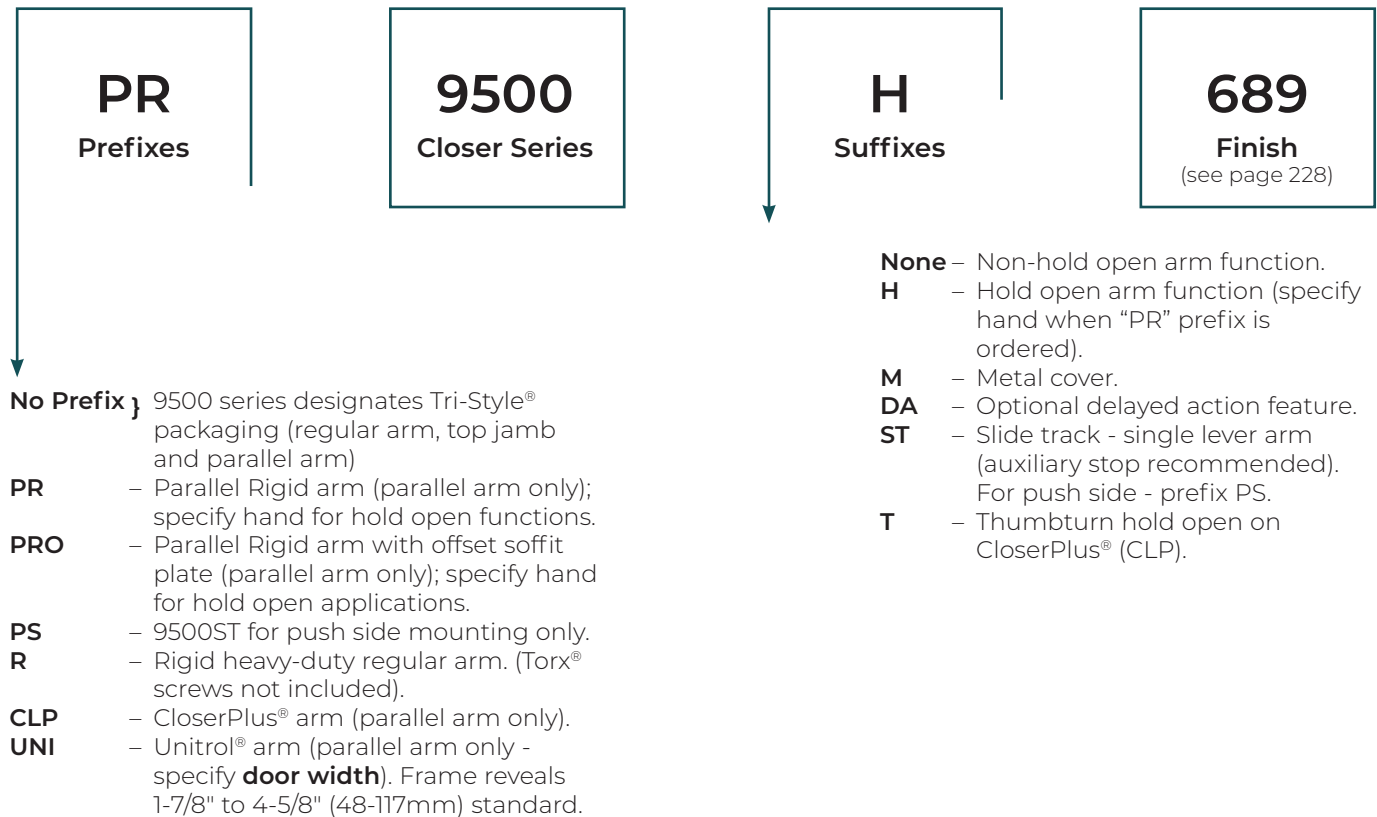 PR
Prefixes
9500
Closer Series
H
Suffixes
689
Finish
(see page 228)
No Prefix } 9500 series designates Tri-Style®
packaging (regular arm, top jamb
and parallel arm)
PR – Parallel Rigid arm (parallel arm only);
specify hand for hold open functions.
PRO – Parallel Rigid arm with offset soffit
plate (parallel arm only); specify hand
for hold open applications.
PS – 9500ST for push side mounting only.
R – Rigid heavy-duty regular arm. (Torx®
screws not included).
CLP – CloserPlus® arm (parallel arm only).
UNI – Unitrol® arm (parallel arm only -
specify door width). Frame reveals
1-7/8" to 4-5/8" (48-117mm) standard.
None – Non-hold open arm function.
H – Hold open arm function (specify
hand when “PR” prefix is
ordered).
M – Metal cover.
DA – Optional delayed action feature.
ST – Slide track - single lever arm
(auxiliary stop recommended).
For push side - prefix PS.
T – Thumbturn hold open on
CloserPlus® (CLP).